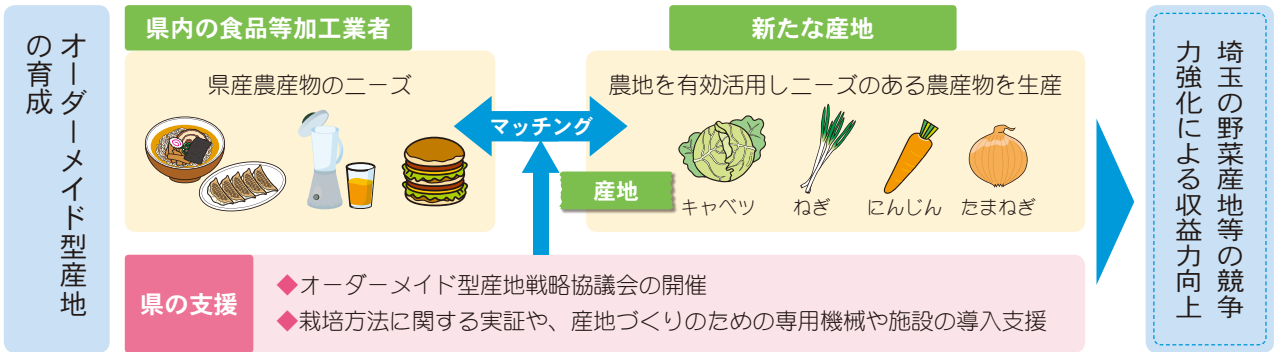 オーダーメイド型産地
の育成
県内の食品等加工業者
県産農産物のニーズ
マッチング
新たな産地
農地を有効活用しニーズのある農産物を生産
産地
キャベツ
ねぎ
にんじん
たまねぎ
県の支援
◆オーダーメイド型産地戦略協議会の開催
◆栽培方法に関する実証や、産地づくりのための専用機械や施設の導入支援
埼玉の野菜産地等の競争
力強化による収益力向上